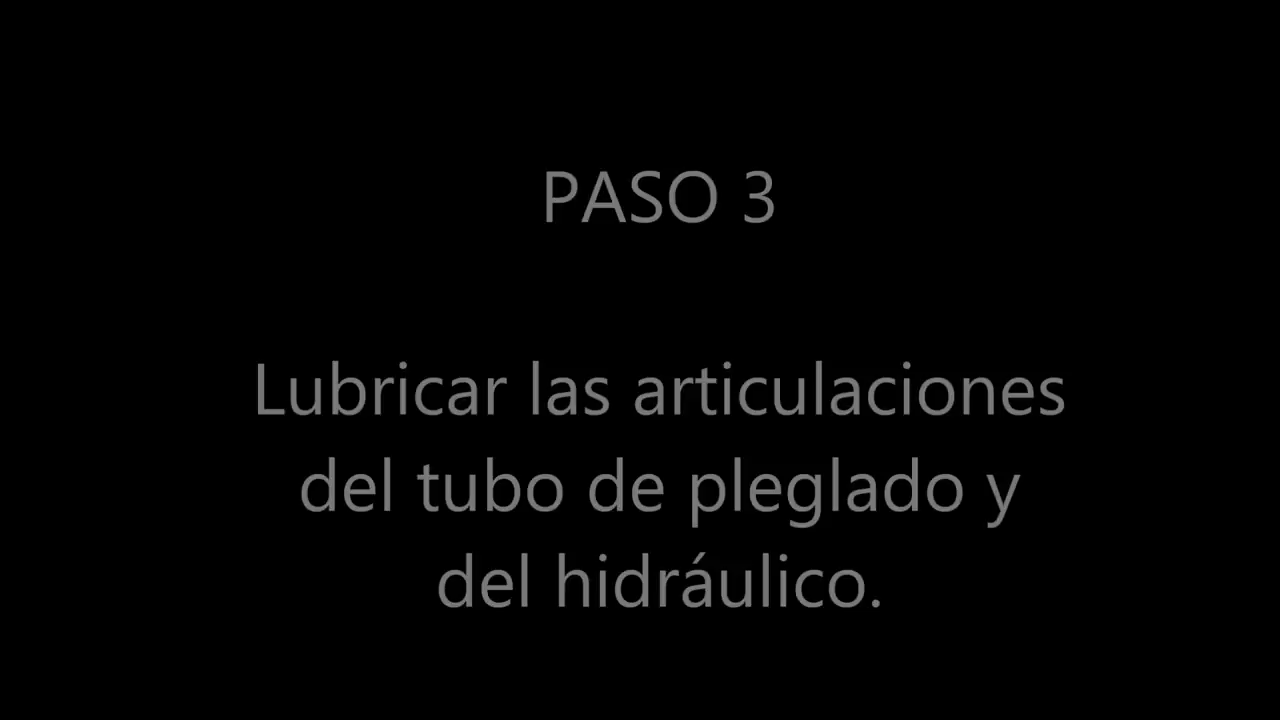 PASO 3
Lubricar las articulaciones
del tubo de pleglado y
del hidráulico.